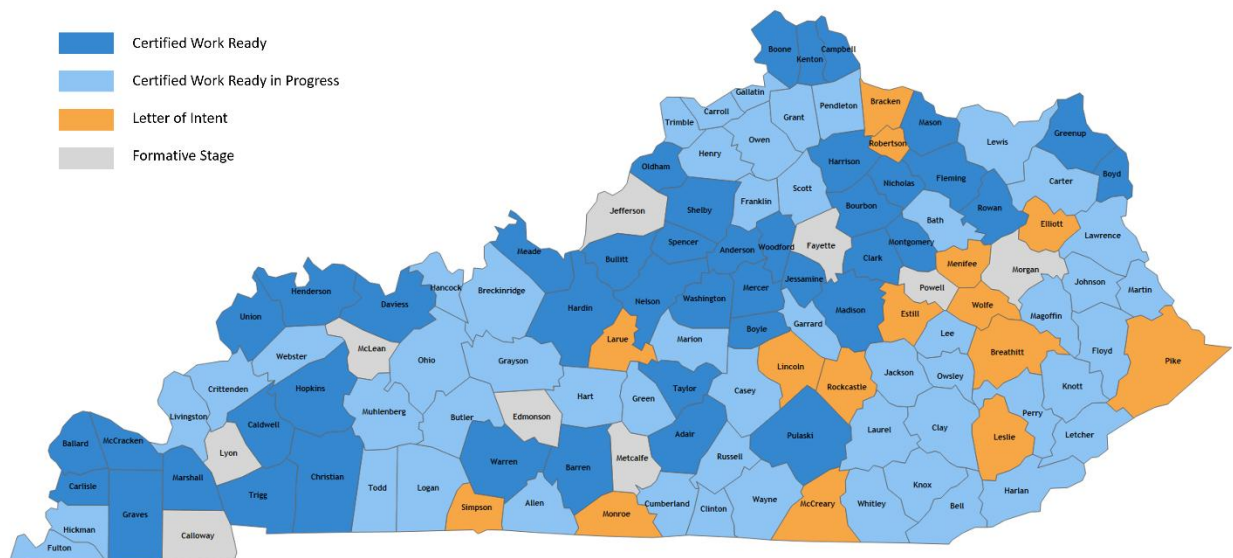 Certified Work Ready
Certified Work Ready in Progress
Letter of Intent
Formative Stage
Boone
Kenton
Campbell
Gallatin
Carroll
Trimble
Grant
Pendleton
Bracken
Mason
Owen
Henry
Robertson
Lewis
Greenup
Oldham
Harrison
Fleming
Nicholas
Boyd
Carter
Scott
Franklin
Shelby
Jefferson
Bourbon
Rowan
Bath
Elliott
Lawrence
Spencer
Anderson
Woodford
Fayette
Montgomery
Clark
Meade
Bullitt
Menifee
Morgan
Johnson
Martin
Hancock
Breckinridge
Henderson
Daviess
Union
Hardin
Nelson
Washington
Mercer
Jessamine
Madison
Powell
Estill
Wolfe
Magoffin
Webster
McLean
Ohio
Larue
Marion
Boyle
Garrard
Lee
Breathitt
Floyd
Pike
Crittenden
Hopkins
Grayson
Lincoln
Rockcastle
Jackson
Owsley
Knott
Livingston
Muhlenberg
Butler
Edmonson
Hart
Green
Taylor
Casey
Perry
Caldwell
Pulaski
Laurel
Clay
Leslie
Letcher
Ballard
McCracken
Lyon
Adair
Russell
Metcalfe
Warren
Barren
Marshall
Trigg
Christian
Todd
Logan
Carlisle
Graves
Simpson
Allen
Monroe
Cumberland
Clinton
Wayne
McCreary
Whitley
Knox
Bell
Harlan
Hickman
Fulton
Calloway